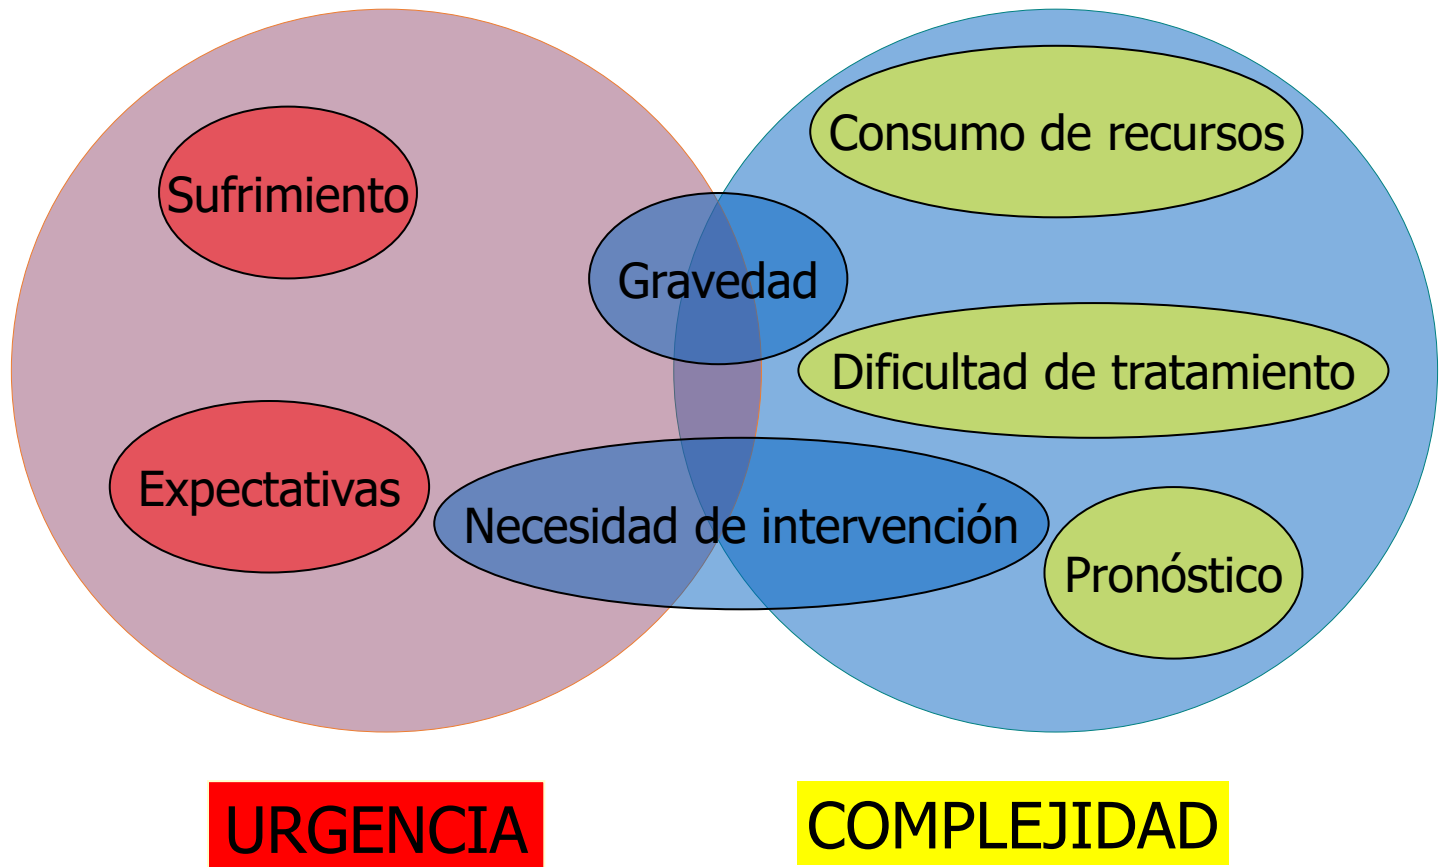 Consumo de recursos
Sufrimiento
Gravedad
Dificultad de tratamiento
Expectativas
Necesidad de intervención
Pronóstico
URGENCIA
COMPLEJIDAD